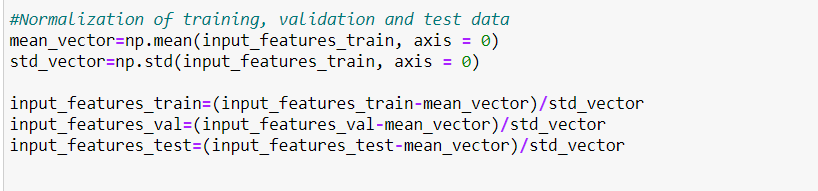 #Normalization of training, validation and test data
mean_vector=np.mean(input_features_train, axis = 0)
std_vector=np.std(input_features_train, axis = 0)
input_features_train=(input_features_train-mean_vector)/std_vector
input_features_val=(input_features_val-mean_vector)/std_vector
input_features_test=(input_features_test-mean_vector)/std_vector